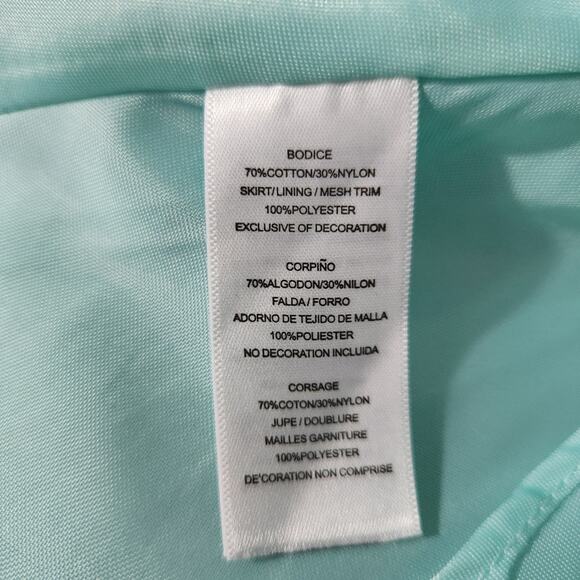 BODICE
70%COTTON/30%NYLON
SKIRT/LINING/MESH TRIM
100%POLYESTER
EXCLUSIVE OF DECORATION
CORPIÑO
70%ALGODON/30%NILON
FALDA/FORRO
ADORNO DE TEJIDO DE MALLA
100%POLIESTER
NO DECORATION INCLUIDA
CORSAGE
70%COTON/30%NYLON
JUPE/DOUBLURE
MAILLES GARNITURE
100%POLYESTER
DE'CORATION NON COMPRISE